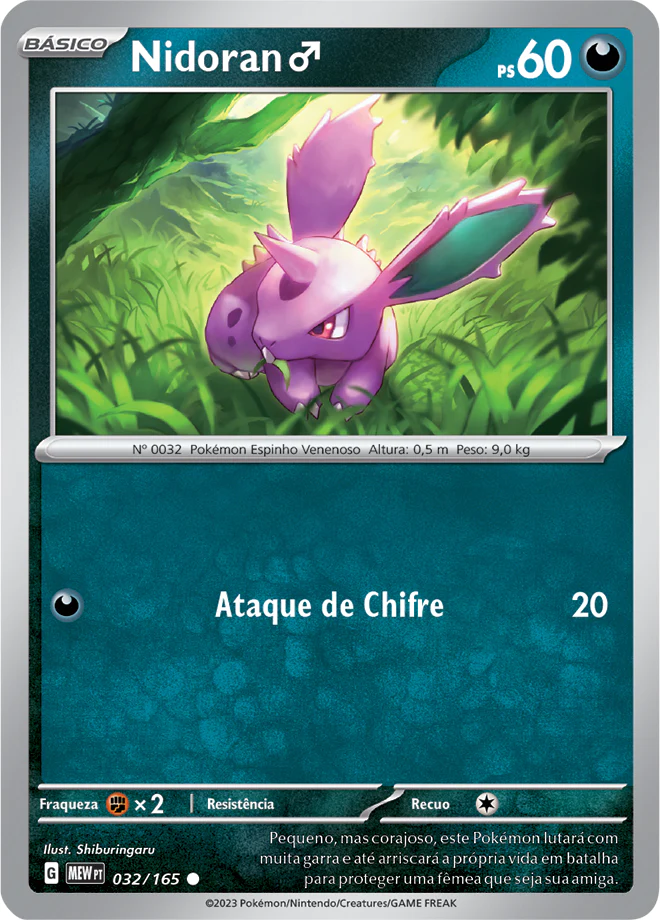 BÁSICO
Nidoran♂
PS 60
Nº 0032 Pokémon Espinho Venenoso Altura: 0,5 m Peso: 9,0 kg
Ataque de Chifre 20
Fraqueza ×2 Resistência Recuo
Ilust. Shiburingaru
G MEW PT 032/165
Pequeno, mas corajoso, este Pokémon lutará com
muita garra e até arriscará a própria vida em batalha
para proteger uma fêmea que seja sua amiga.
©2023 Pokémon/Nintendo/Creatures/GAME FREAK